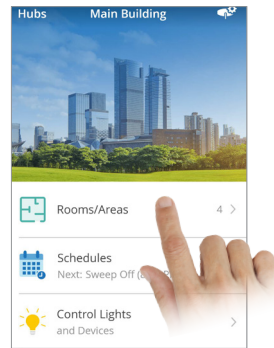 Hubs Main Building
Rooms/Areas 4
Schedules
Next: Sweep Off
Control Lights
and Devices